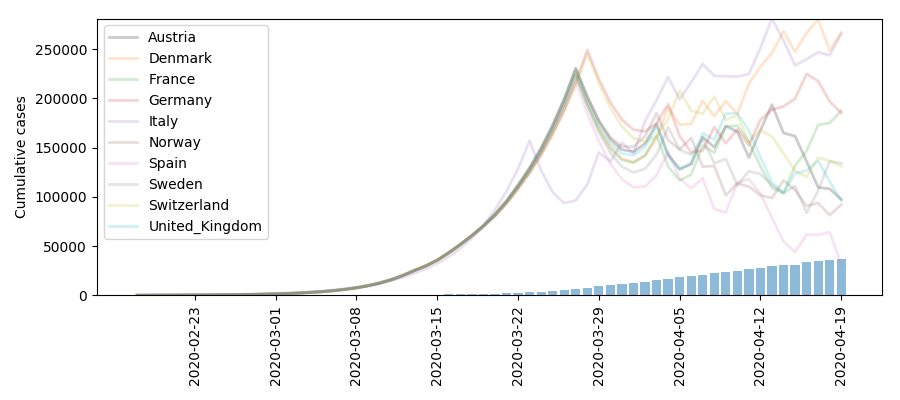 Cumulative cases
250000
200000
150000
100000
50000
0
Austria
Denmark
France
Germany
Italy
Norway
Spain
Sweden
Switzerland
United_Kingdom
2020-02-23
2020-03-01
2020-03-08
2020-03-15
2020-03-22
2020-03-29
2020-04-05
2020-04-12
2020-04-19